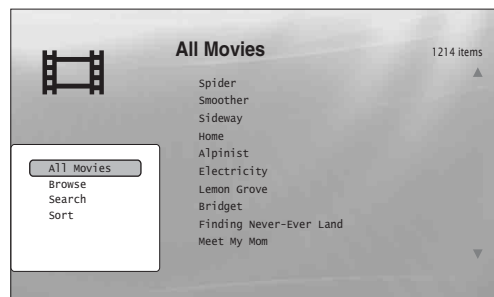 All Movies
1214 items
Spider
Smoother
Sideway
Home
Alpinist
Electricity
Lemon Grove
Bridget
Finding Never-Ever Land
Meet My Mom
All Movies
Browse
Search
Sort